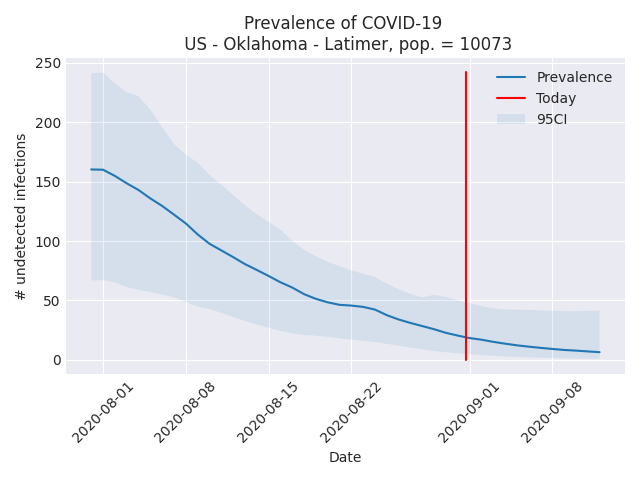 Prevalence of COVID-19
US - Oklahoma - Latimer, pop. = 10073
250
200
150
100
50
0
# undetected infections
Prevalence
Today
95CI
2020-08-01
2020-08-08
2020-08-15
2020-08-22
2020-09-01
2020-09-08
Date